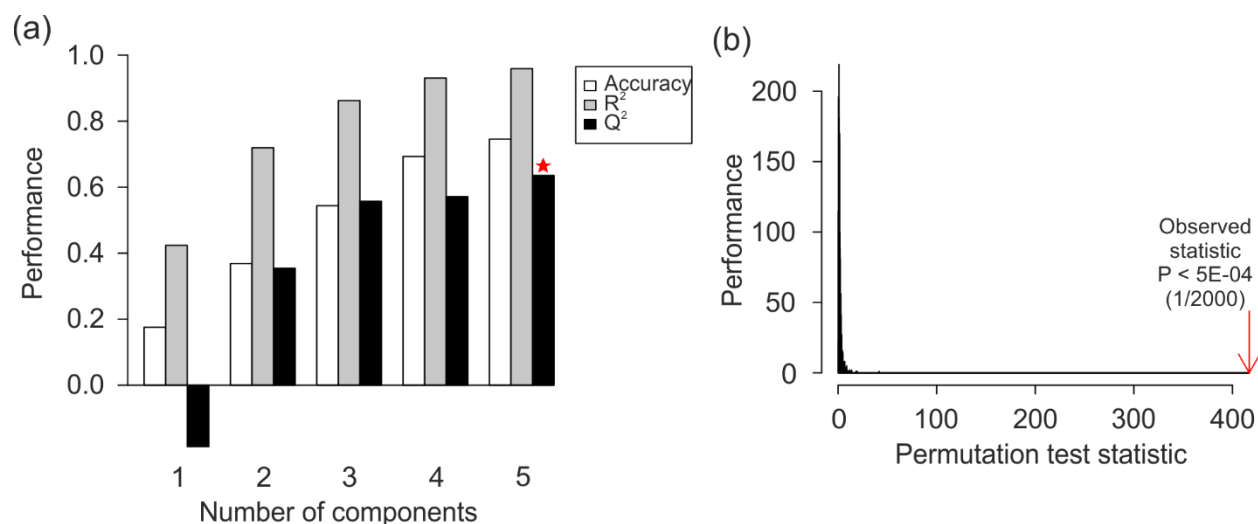 (a)
1.0
0.8
0.6
0.4
0.2
0.0
Performance
1 2 3 4 5
Number of components
Accuracy
R²
Q²
(b)
200
150
100
50
0
Performance
Observed
statistic
P < 5E-04
(1/2000)
0 100 200 300 400
Permutation test statistic